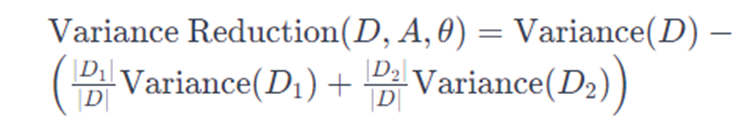 Variance Reduction(D, A, θ) = Variance(D) −
(|D₁|/|D| Variance(D₁) + |D₂|/|D| Variance(D₂))